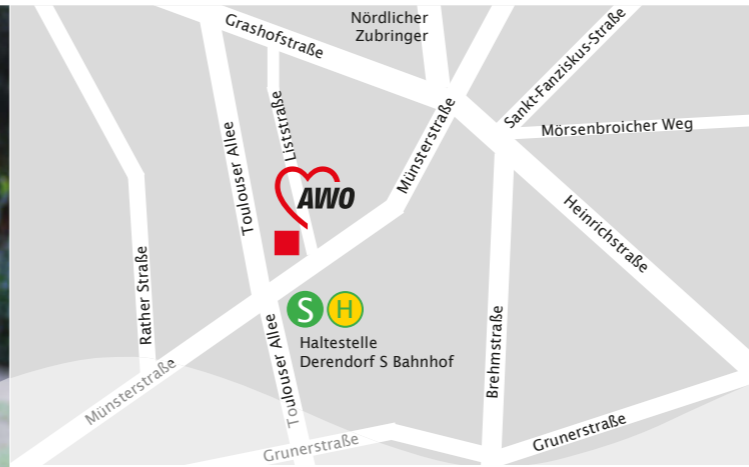 Nördlicher
Zubringer
Grashofstraße
Sankt-Fanziskus-Straße
Liststraße
Münsterstraße
Mörsenbroicher Weg
Toulouser Allee
AWO
Heinrichstraße
Rather Straße
S
H
Haltestelle
Derendorf S Bahnhof
Toulouser Allee
Brehmstraße
Münsterstraße
Grunerstraße
Grunerstraße